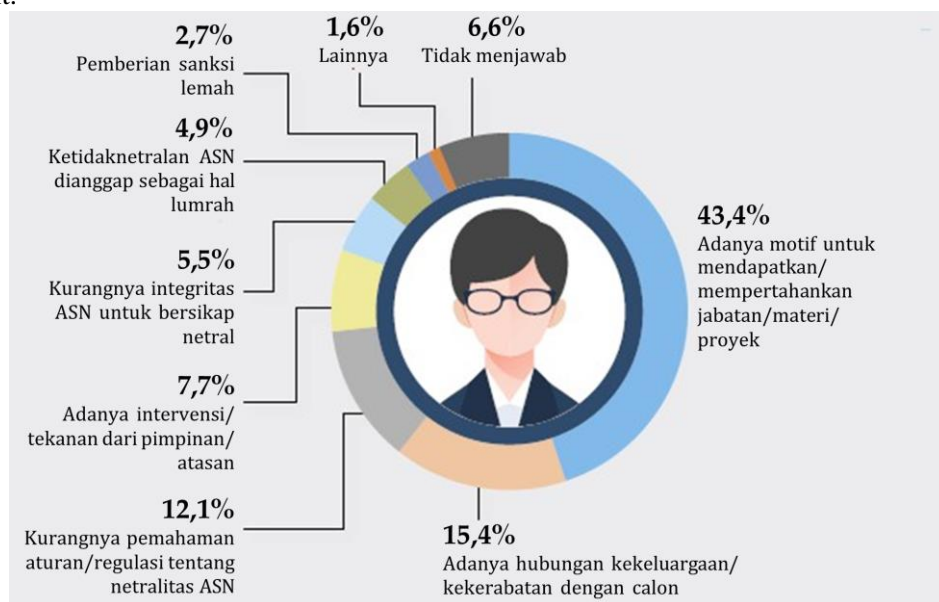 2,7%
Pemberian sanksi
lemah
1,6%
Lainnya
6,6%
Tidak menjawab
4,9%
Ketidaknetralan ASN
dianggap sebagai hal
lumrah
5,5%
Kurangnya integritas
ASN untuk bersikap
netral
7,7%
Adanya intervensi/
tekanan dari pimpinan/
atasan
12,1%
Kurangnya pemahaman
aturan/regulasi tentang
netralitas ASN
43,4%
Adanya motif untuk
mendapatkan/
mempertahankan
jabatan/materi/
proyek
15,4%
Adanya hubungan kekeluargaan/
kekerabatan dengan calon